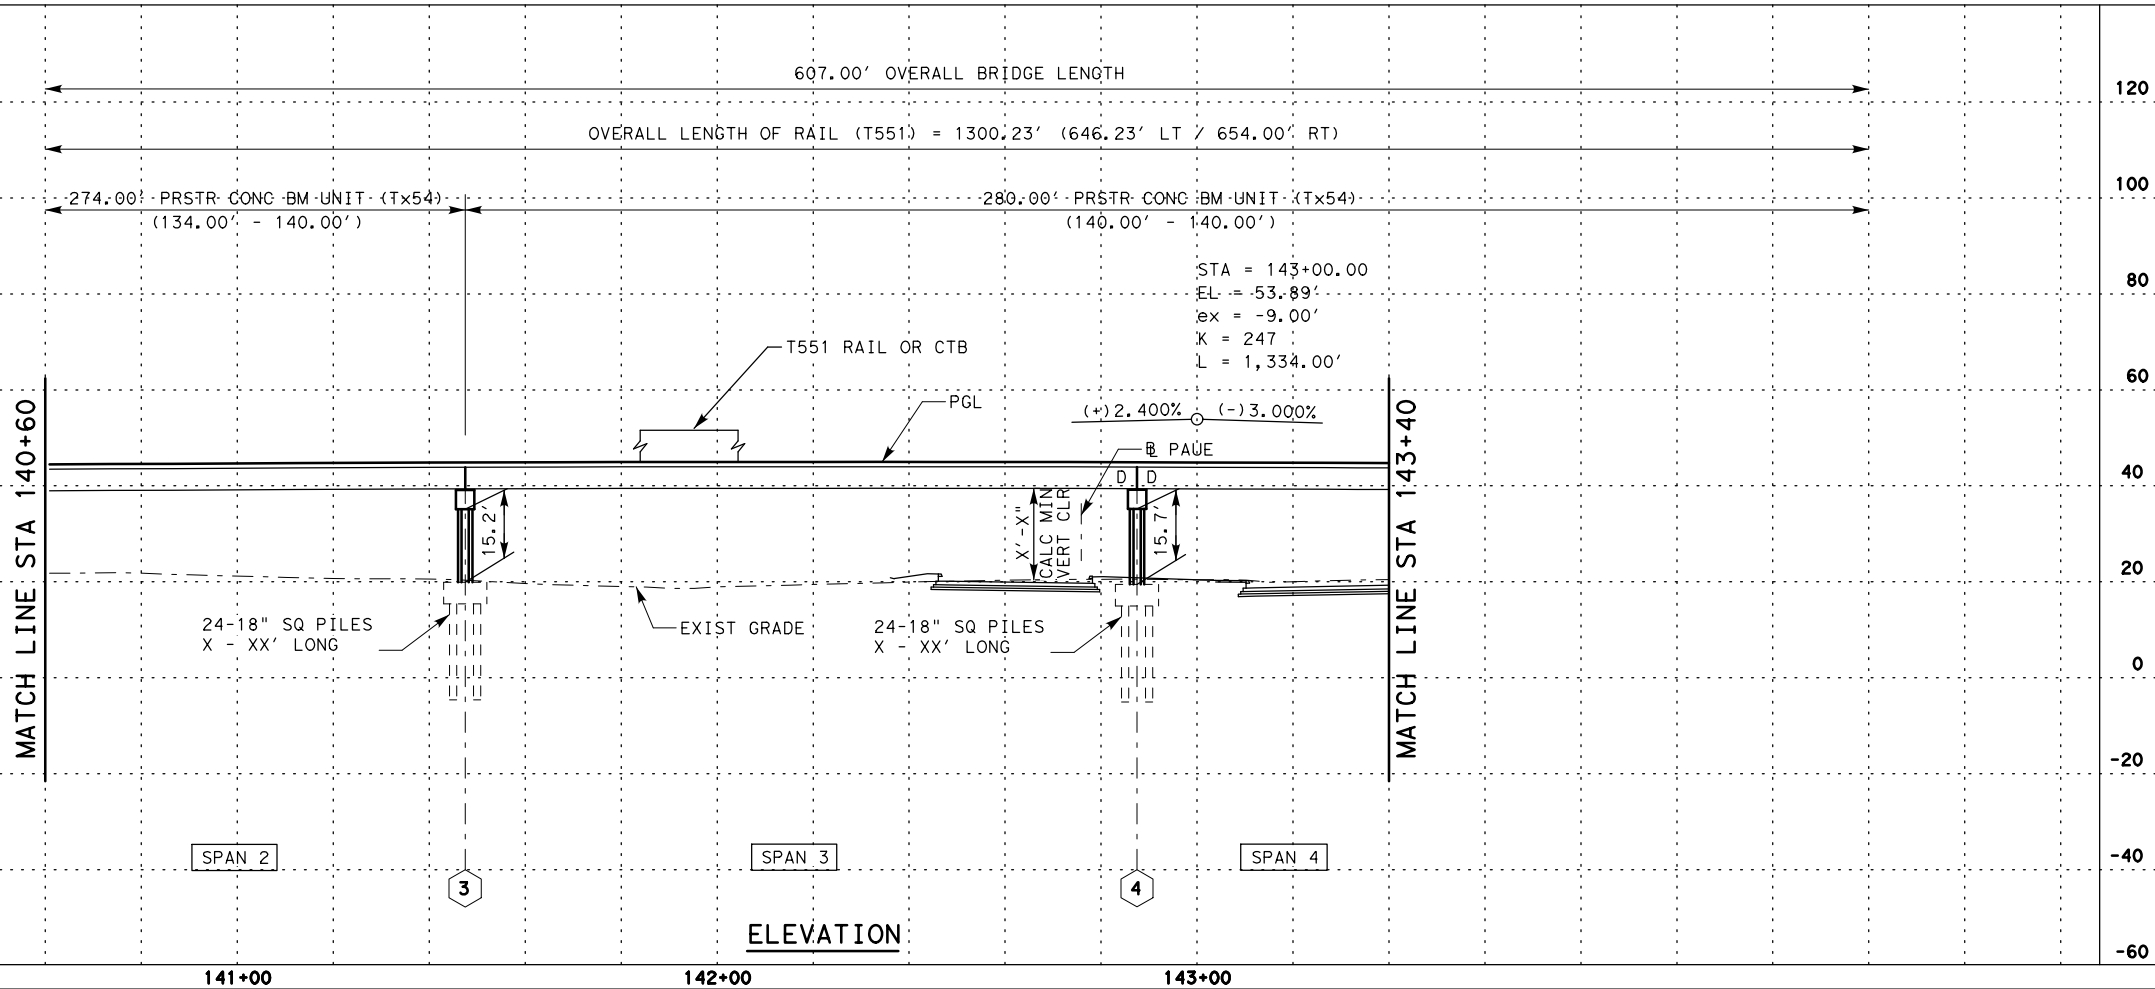 607.00' OVERALL BRIDGE LENGTH
120
OVERALL LENGTH OF RAIL (T551) = 1300.23' (646.23' LT / 654.00' RT)
100
274.00' PRSTR CONC BM UNIT (Tx54)
(134.00' - 140.00')
280.00' PRSTR CONC BM UNIT (Tx54)
(140.00' - 140.00')
STA = 143+00.00
EL = 53.89'
ex = -9.00'
K = 247
L = 1,334.00'
80
T551 RAIL OR CTB
60
PGL
(+)2.400%
(-)3.000%
MATCH LINE STA 140+60
MATCH LINE STA 143+40
D
D
40
15.2'
X'-X"
CALC MIN
VERT CLR
15.7'
20
24-18" SQ PILES
X - XX' LONG
EXIST GRADE
24-18" SQ PILES
X - XX' LONG
0
-20
SPAN 2
SPAN 3
SPAN 4
-40
3
4
ELEVATION
-60
141+00
142+00
143+00